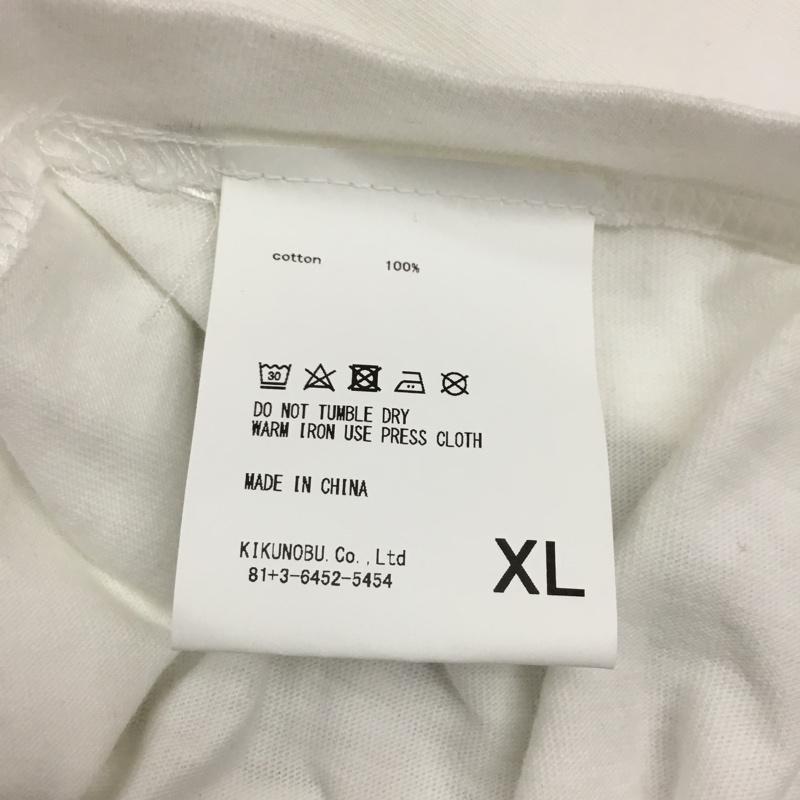 cotton 100%
30
DO NOT TUMBLE DRY
WARM IRON USE PRESS CLOTH
MADE IN CHINA
KIKUNOBU.Co.,Ltd
81+3-6452-5454
XL